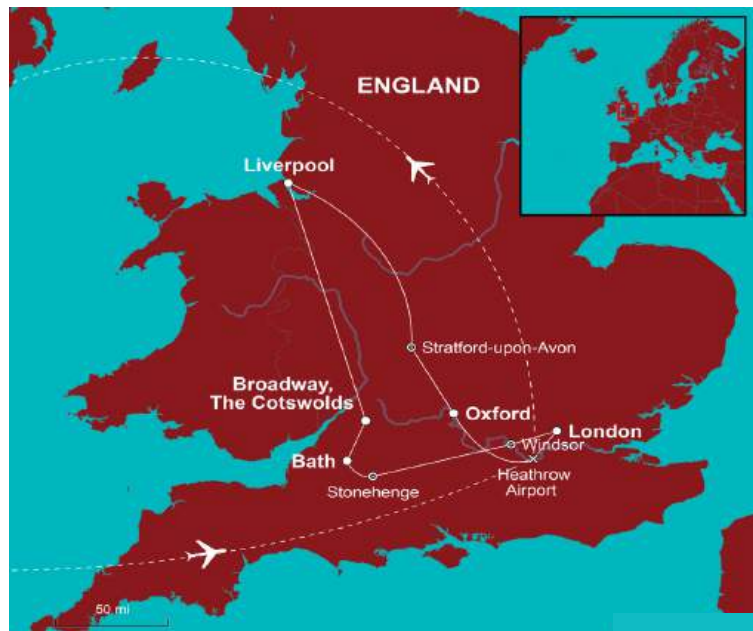 ENGLAND
Liverpool
Stratford-upon-Avon
Broadway,
The Cotswolds
Oxford
London
Windsor
Bath
Stonehenge
Heathrow
Airport
50 mi